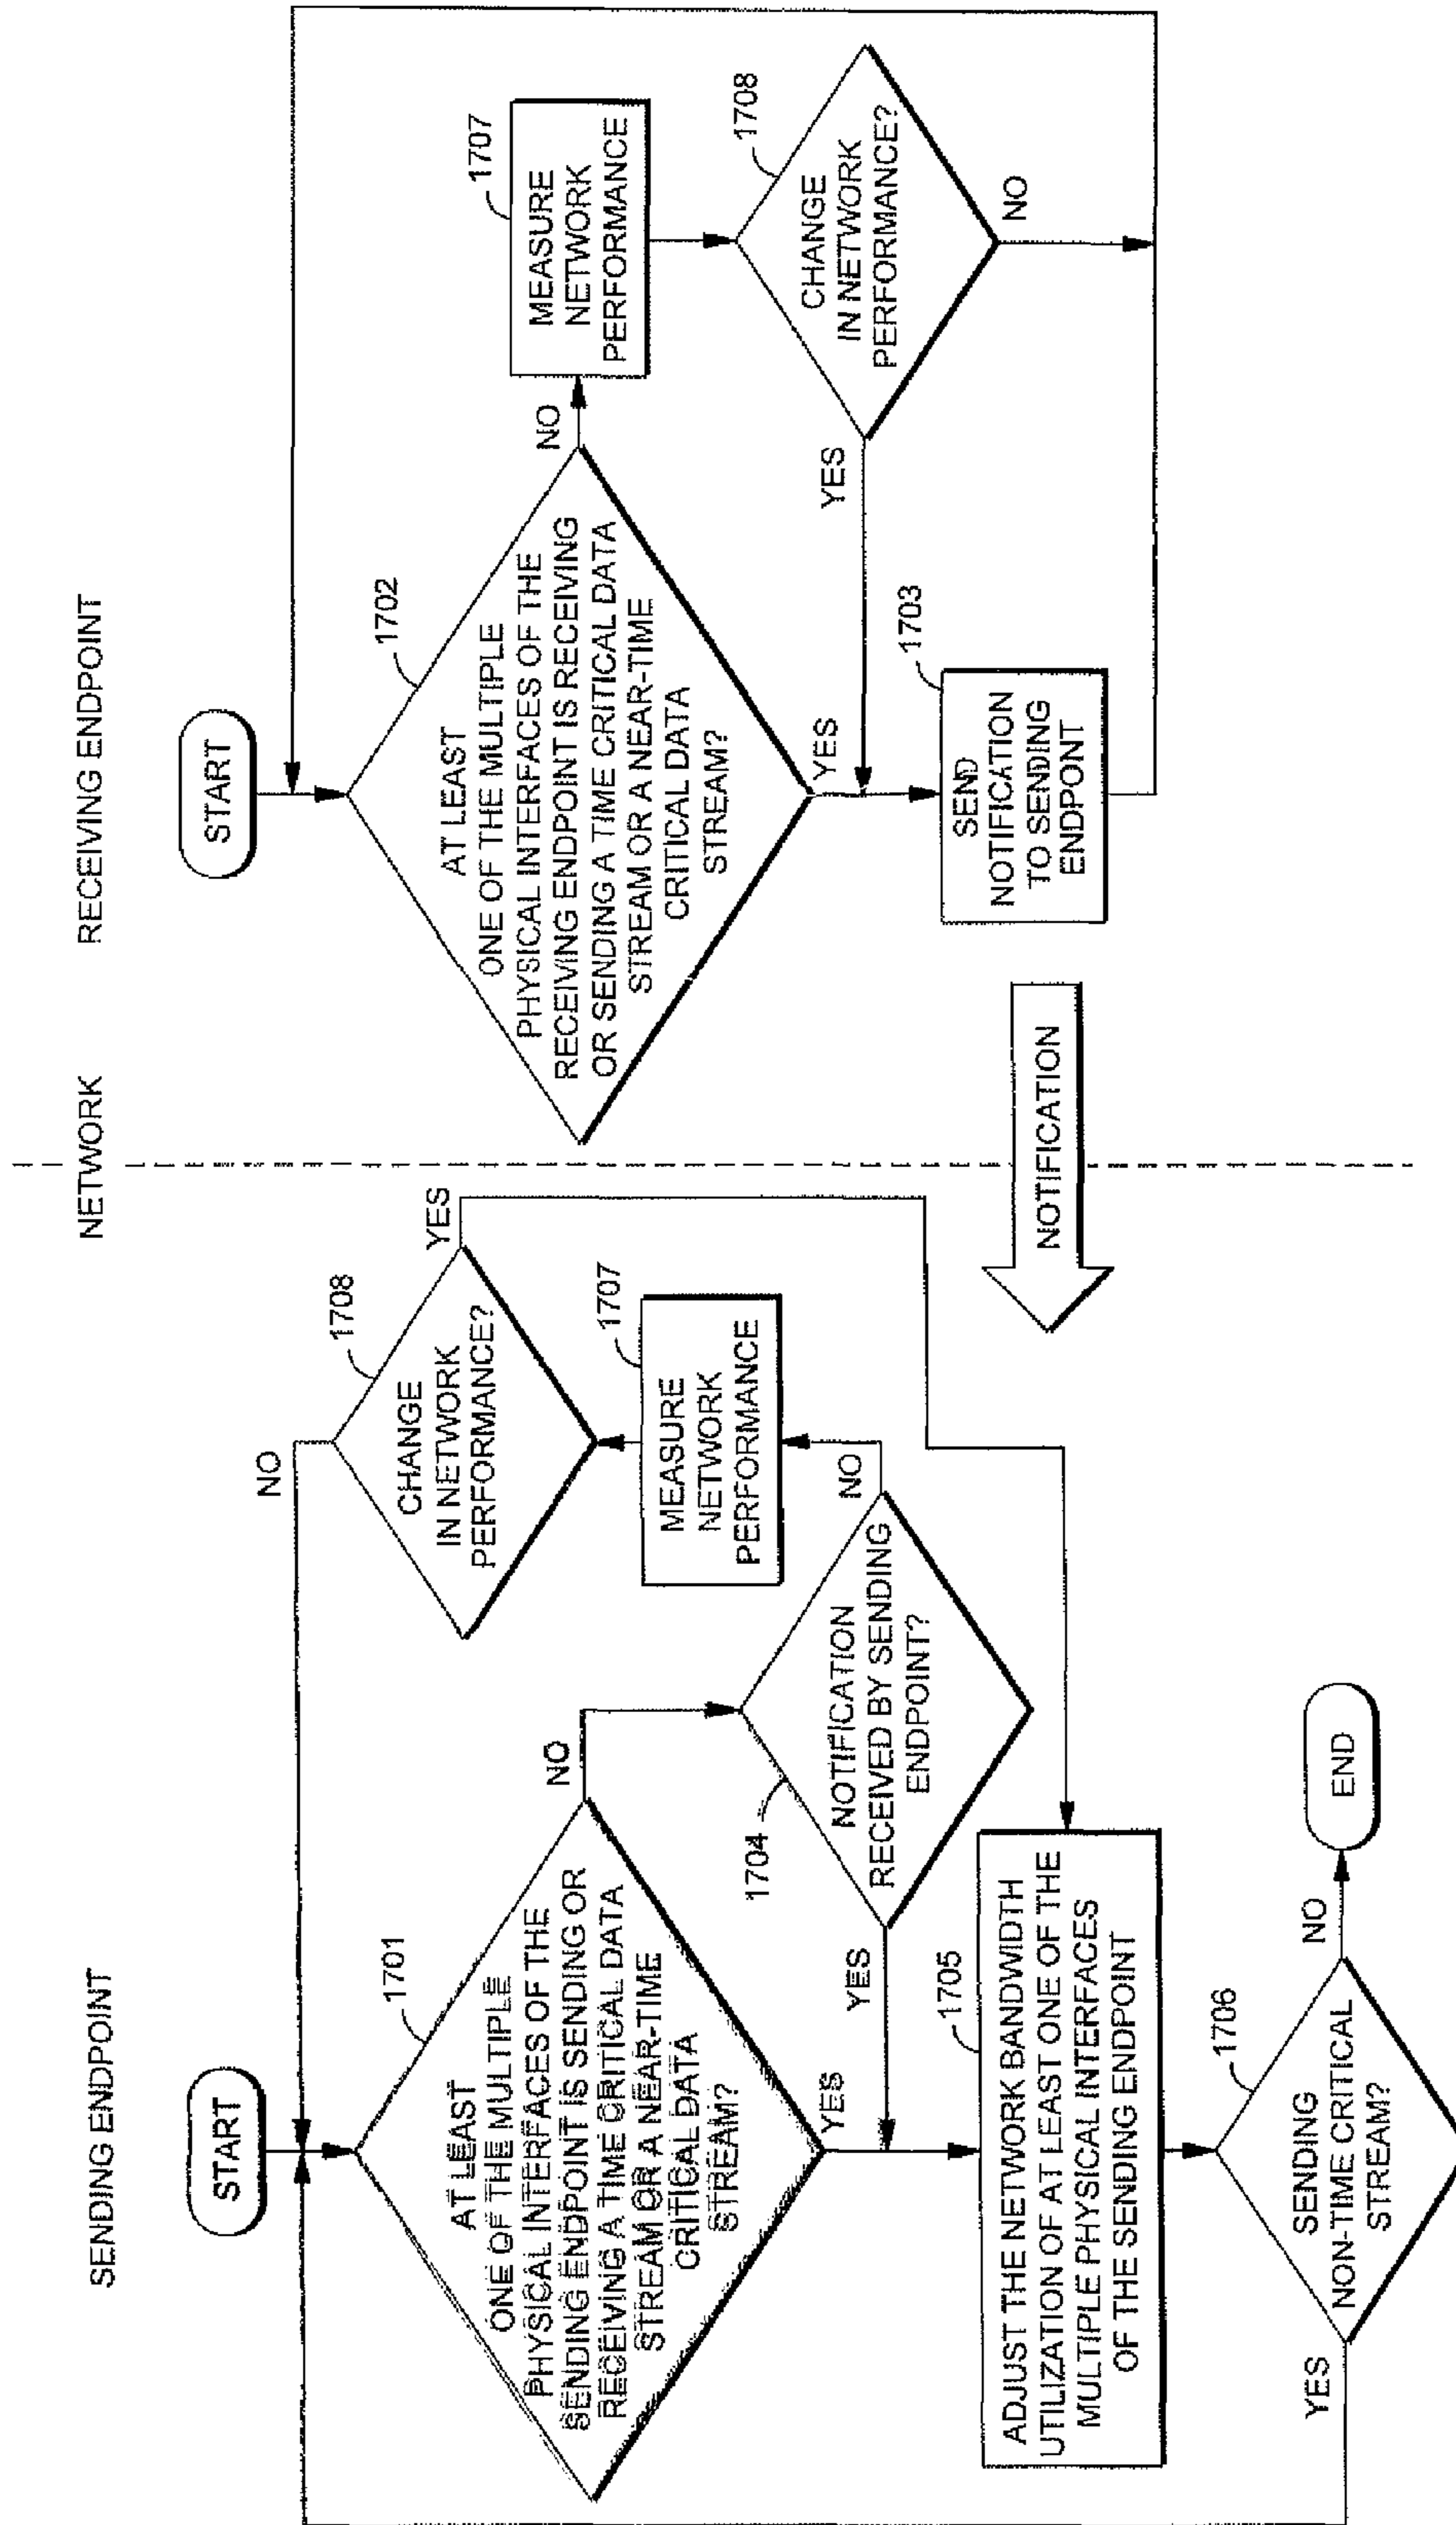 SENDING ENDPOINT
NETWORK
RECEIVING ENDPOINT
START
1701
AT LEAST
ONE OF THE MULTIPLE
PHYSICAL INTERFACES OF THE
SENDING ENDPOINT IS SENDING OR
RECEIVING A TIME CRITICAL DATA
STREAM OR A NEAR-TIME
CRITICAL DATA
STREAM?
NO
YES
1704
NOTIFICATION
RECEIVED BY SENDING
ENDPOINT?
YES
NO
1707
MEASURE
NETWORK
PERFORMANCE
1708
CHANGE
IN NETWORK
PERFORMANCE?
NO
YES
1705
ADJUST THE NETWORK BANDWIDTH
UTILIZATION OF AT LEAST ONE OF THE
MULTIPLE PHYSICAL INTERFACES
OF THE SENDING ENDPOINT
1706
SENDING
NON-TIME CRITICAL
STREAM?
YES
NO
END
NOTIFICATION
START
1702
AT LEAST
ONE OF THE MULTIPLE
PHYSICAL INTERFACES OF THE
RECEIVING ENDPOINT IS RECEIVING
OR SENDING A TIME CRITICAL DATA
STREAM OR A NEAR-TIME
CRITICAL DATA
STREAM?
NO
YES
1707
MEASURE
NETWORK
PERFORMANCE
1708
CHANGE
IN NETWORK
PERFORMANCE?
YES
NO
1703
SEND
NOTIFICATION
TO SENDING
ENDPONT